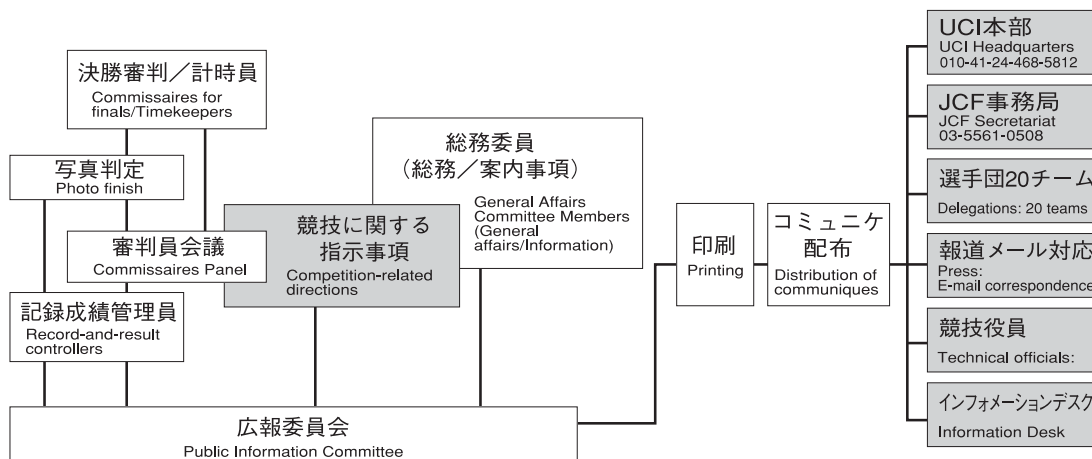 決勝審判／計時員
Commissaires for
finals/Timekeepers
写真判定
Photo finish
審判員会議
Commissaires Panel
記録成績管理員
Record-and-result
controllers
総務委員
（総務／案内事項）
General Affairs
Committee Members
(General
affairs/Information)
競技に関する
指示事項
Competition-related
directions
広報委員会
Public Information Committee
印刷
Printing
コミュニケ
配布
Distribution of
communiques
UCI本部
UCI Headquarters
010-41-24-468-5812
JCF事務局
JCF Secretariat
03-5561-0508
選手団20チーム
Delegations: 20 teams
報道メール対応
Press:
E-mail correspondence
競技役員
Technical officials:
インフォメーションデスク
Information Desk